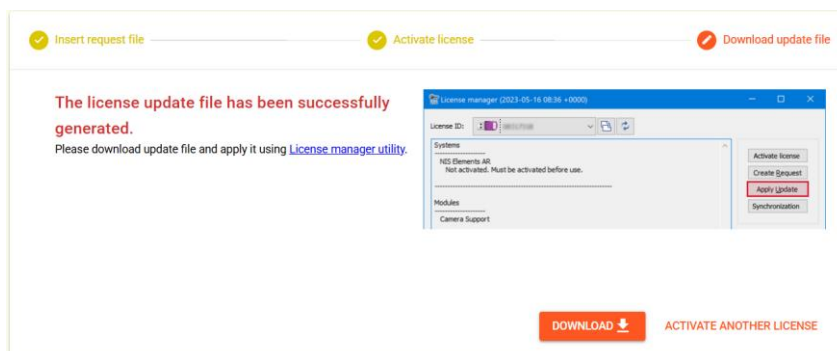 Insert request file
Activate license
Download update file
The license update file has been successfully
generated.
Please download update file and apply it using License manager utility.
License manager (2023-05-16 08:36 +0000)
License ID:
Systems
NIS Elements AR
Not activated. Must be activated before use.
Modules
Camera Support
Activate license
Create Request
Apply Update
Synchronization
DOWNLOAD
ACTIVATE ANOTHER LICENSE